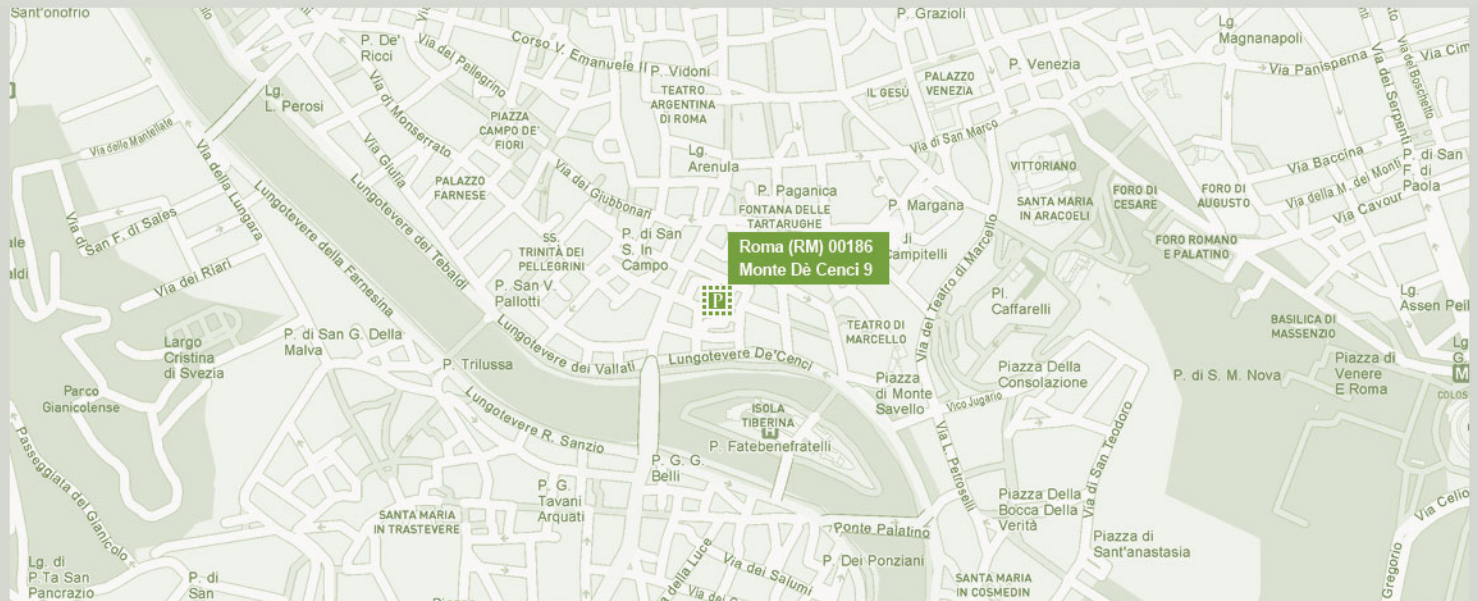 Sant'onofrio
P. Grazioli
Lg.
Magnanapoli
P. De'
Ricci
Via del Pellegrino
Corso V. Emanuele II
P. Vidoni
P. Venezia
Via Panisperna
Via Cim
Via dei Serpenti
Via del Boschetto
TEATRO
ARGENTINA
DI ROMA
IL GESÙ
PALAZZO
VENEZIA
Lg.
L. Perosi
Via di Monserrato
PIAZZA
CAMPO DE'
FIORI
Via delle Mantellate
Via della Lungara
Via Giulia
PALAZZO
FARNESE
Via dei Giubbonari
Lg.
Arenula
Via di San Marco
VITTORIANO
Via Baccina
P. di San
F. di
Paola
Via della M. dei Monti
Via Cavour
P. Paganica
FONTANA DELLE
TARTARUGHE
P. Margana
SANTA MARIA
IN ARACOELI
FORO DI
CESARE
FORO DI
AUGUSTO
Via di
San F. di Sales
Lungotevere della Farnesina
Lungotevere dei Tebaldi
SS.
TRINITÀ DEI
PELLEGRINI
P. di San
S. In
Campo
Roma (RM) 00186
Monte Dè Cenci 9
di
Campitelli
Via del Teatro di Marcello
FORO ROMANO
E PALATINO
ale
aldi
Via dei Riari
P. San V.
Pallotti
P
Pl.
Caffarelli
Lg.
Assen Peil
Largo
Cristina
di Svezia
P. di San G. Della
Malva
Lungotevere dei Vallati
Lungotevere De'Cenci
TEATRO DI
MARCELLO
BASILICA DI
MASSENZIO
Parco
Gianicolense
P. Trilussa
Lungotevere R. Sanzio
Piazza
di Monte
Savello
Piazza Della
Consolazione
Vico Jugario
P. di S. M. Nova
Piazza di
Venere
E Roma
Lg
G.
M
COLOS
ISOLA
TIBERINA
H
P. Fatebenefratelli
Via L. Petroselli
Via di San Teodoro
Passeggiata del Gianicolo
P. G. G.
Belli
P. G.
Tavani
Arquati
SANTA MARIA
IN TRASTEVERE
Ponte Palatino
Piazza Della
Bocca Della
Verità
Via Celio
Piazza di
Sant'anastasia
Lg. di
P.Ta San
Pancrazio
P. di
San
della Luce
Via dei Salumi
P. Dei Ponziani
SANTA MARIA
IN COSMEDIN
Gregorio